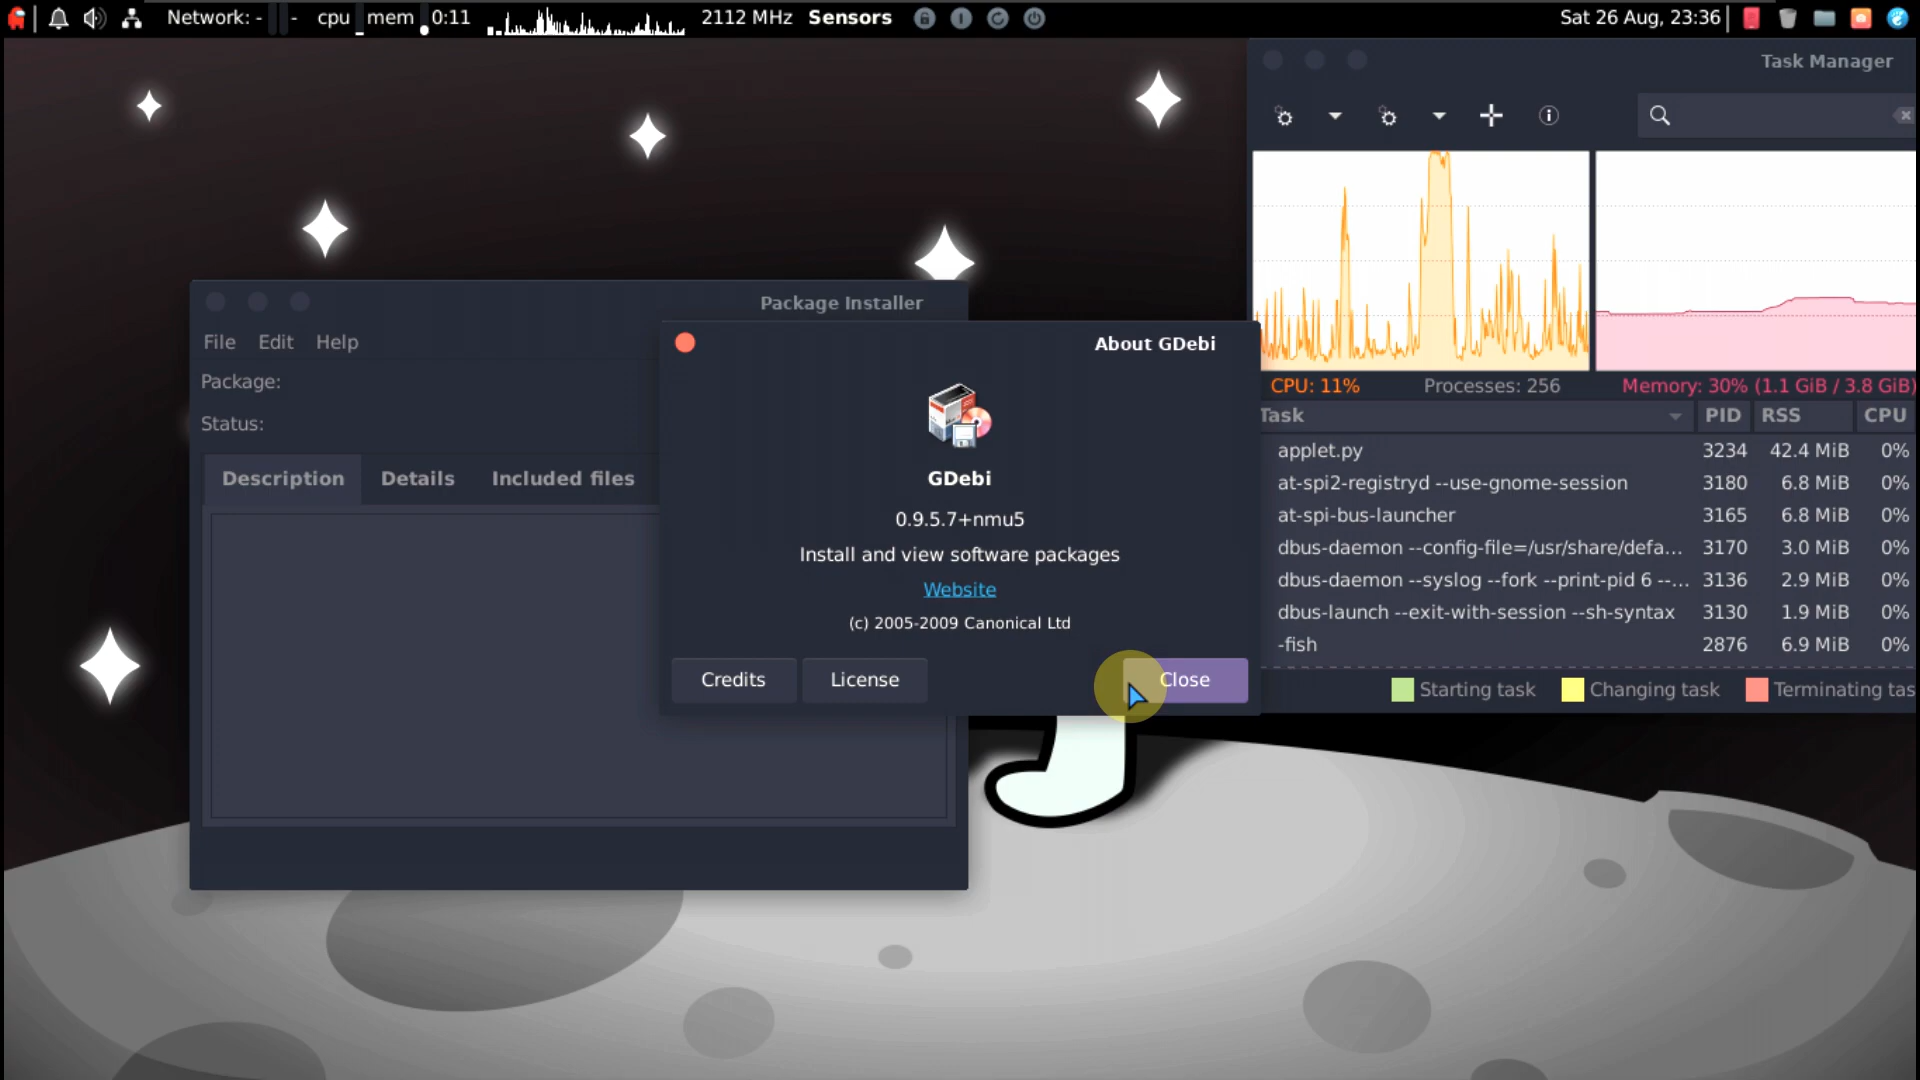 Network: - - cpu mem 0:11 2112 MHz Sensors Sat 26 Aug, 23:36
Task Manager
Package Installer
File Edit Help
Package:
Status:
Description Details Included files
About GDebi
GDebi
0.9.5.7+nmu5
Install and view software packages
Website
(c) 2005-2009 Canonical Ltd
Credits License Close
CPU: 11% Processes: 256 Memory: 30% (1.1 GiB / 3.8 GiB)
Task PID RSS CPU
applet.py 3234 42.4 MiB 0%
at-spi2-registryd --use-gnome-session 3180 6.8 MiB 0%
at-spi-bus-launcher 3165 6.8 MiB 0%
dbus-daemon --config-file=/usr/share/defa... 3170 3.0 MiB 0%
dbus-daemon --syslog --fork --print-pid 6 --... 3136 2.9 MiB 0%
dbus-launch --exit-with-session --sh-syntax 3130 1.9 MiB 0%
-fish 2876 6.9 MiB 0%
Starting task Changing task Terminating tas